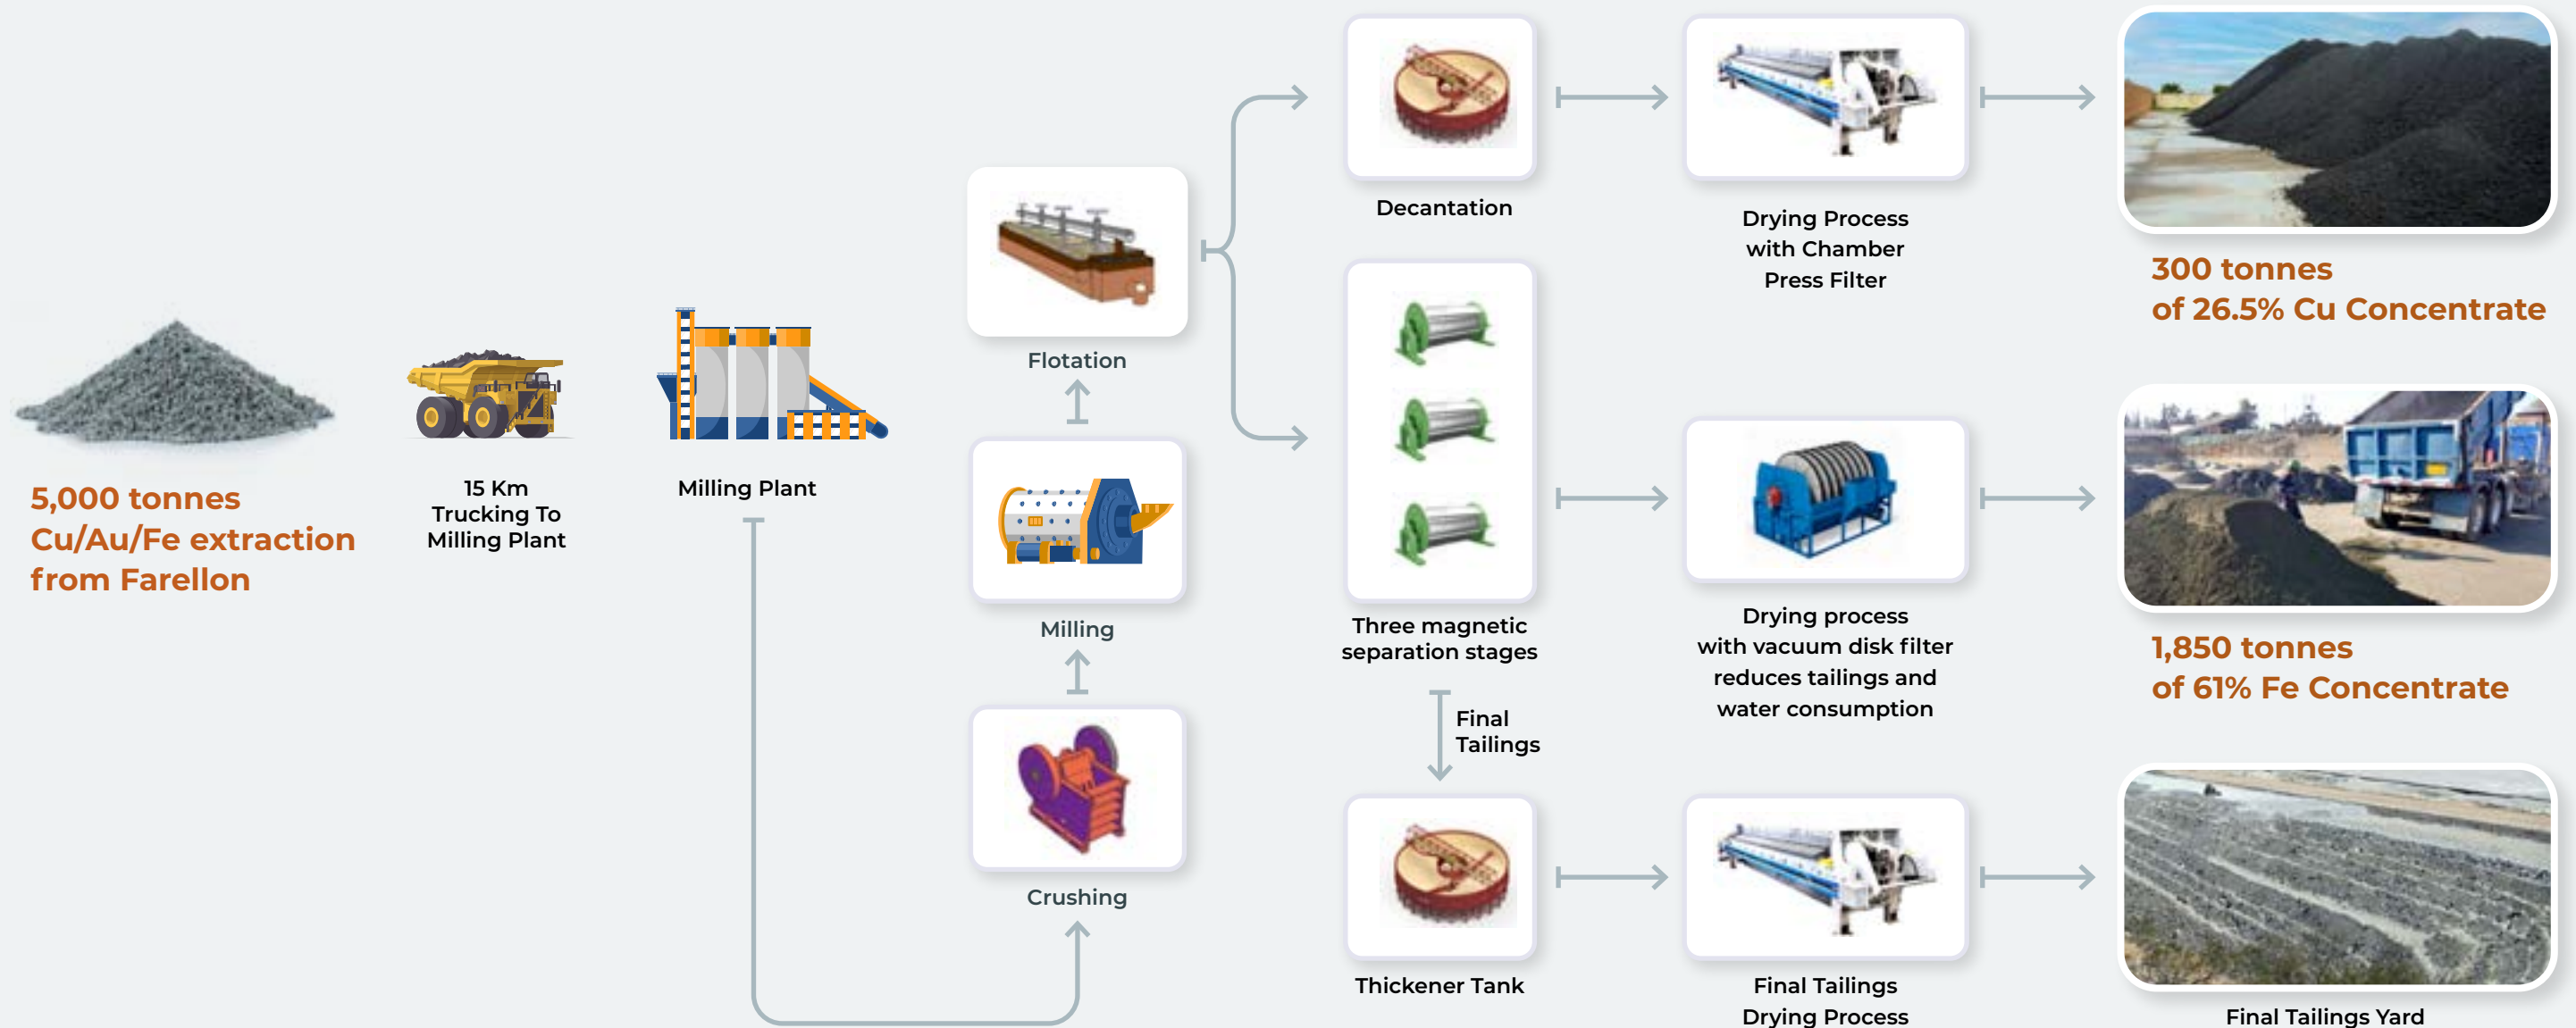 5,000 tonnes
Cu/Au/Fe extraction
from Farellon
15 Km
Trucking To
Milling Plant
Milling Plant
Flotation
Milling
Crushing
Decantation
Drying Process
with Chamber
Press Filter
300 tonnes
of 26.5% Cu Concentrate
Three magnetic
separation stages
Drying process
with vacuum disk filter
reduces tailings and
water consumption
1,850 tonnes
of 61% Fe Concentrate
Final
Tailings
Thickener Tank
Final Tailings
Drying Process
Final Tailings Yard